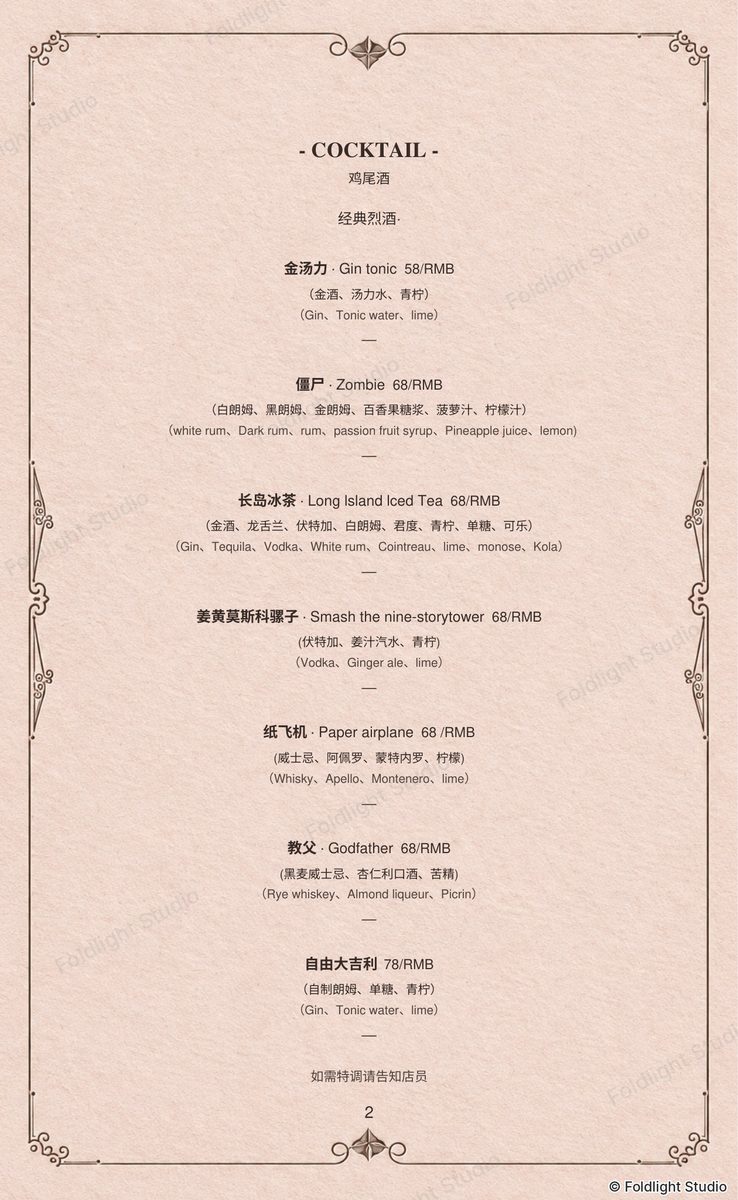 - COCKTAIL -
鸡尾酒
经典烈酒·
金汤力 · Gin tonic 58/RMB
（金酒、汤力水、青柠）
（Gin、Tonic water、lime）
—
僵尸 · Zombie 68/RMB
（白朗姆、黑朗姆、金朗姆、百香果糖浆、菠萝汁、柠檬汁）
（white rum、Dark rum、rum、passion fruit syrup、Pineapple juice、lemon)
—
长岛冰茶 · Long lsland lced Tea 68/RMB
（金酒、龙舌兰、伏特加、白朗姆、君度、青柠、单糖、可乐）
（Gin、Tequila、Vodka、White rum、Cointreau、lime、monose、Kola）
—
姜黄莫斯科骡子 · Smash the nine-storytower 68/RMB
(伏特加、姜汁汽水、青柠)
（Vodka、Ginger ale、lime）
—
纸飞机 · Paper airplane 68 /RMB
(威士忌、阿佩罗、蒙特内罗、柠檬)
（Whisky、Apello、Montenero、lime）
—
教父 · Godfather 68/RMB
(黑麦威士忌、杏仁利口酒、苦精)
（Rye whiskey、Almond liqueur、Picrin）
—
自由大吉利 78/RMB
（自制朗姆、单糖、青柠）
（Gin、Tonic water、lime）
—
如需特调请告知店员
2
© Foldlight Studio